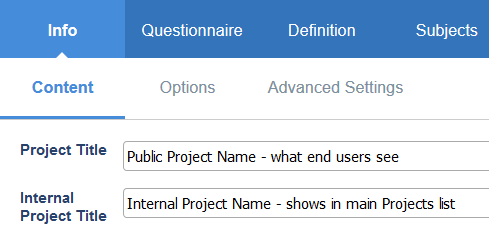 Info Questionnaire Definition Subjects
Content Options Advanced Settings
Project Title Public Project Name - what end users see
Internal
Project Title Internal Project Name - shows in main Projects list